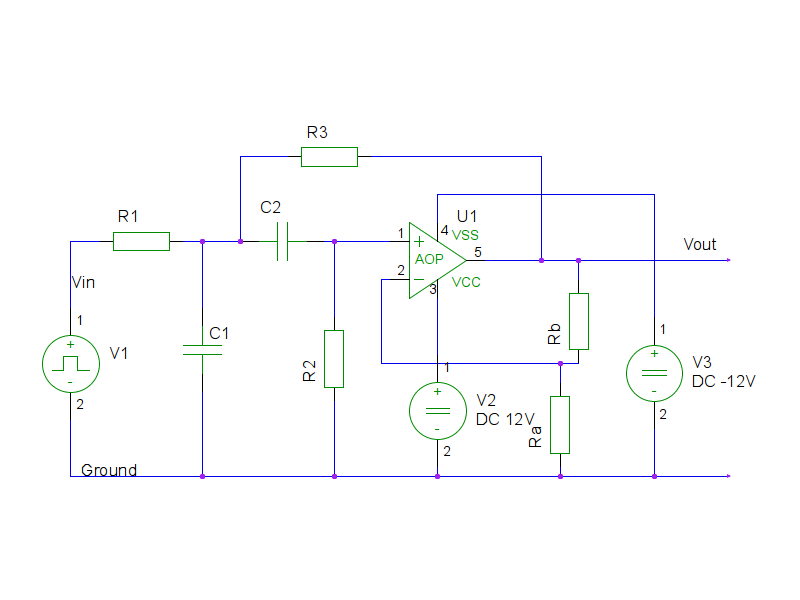 R3
C2
R1
U1
1
4
VSS
5
Vout
AOP
2
VCC
3
Vin
1
C1
Rb
1
V1
R2
1
V3
DC -12V
V2
DC 12V
2
2
Ra
2
Ground